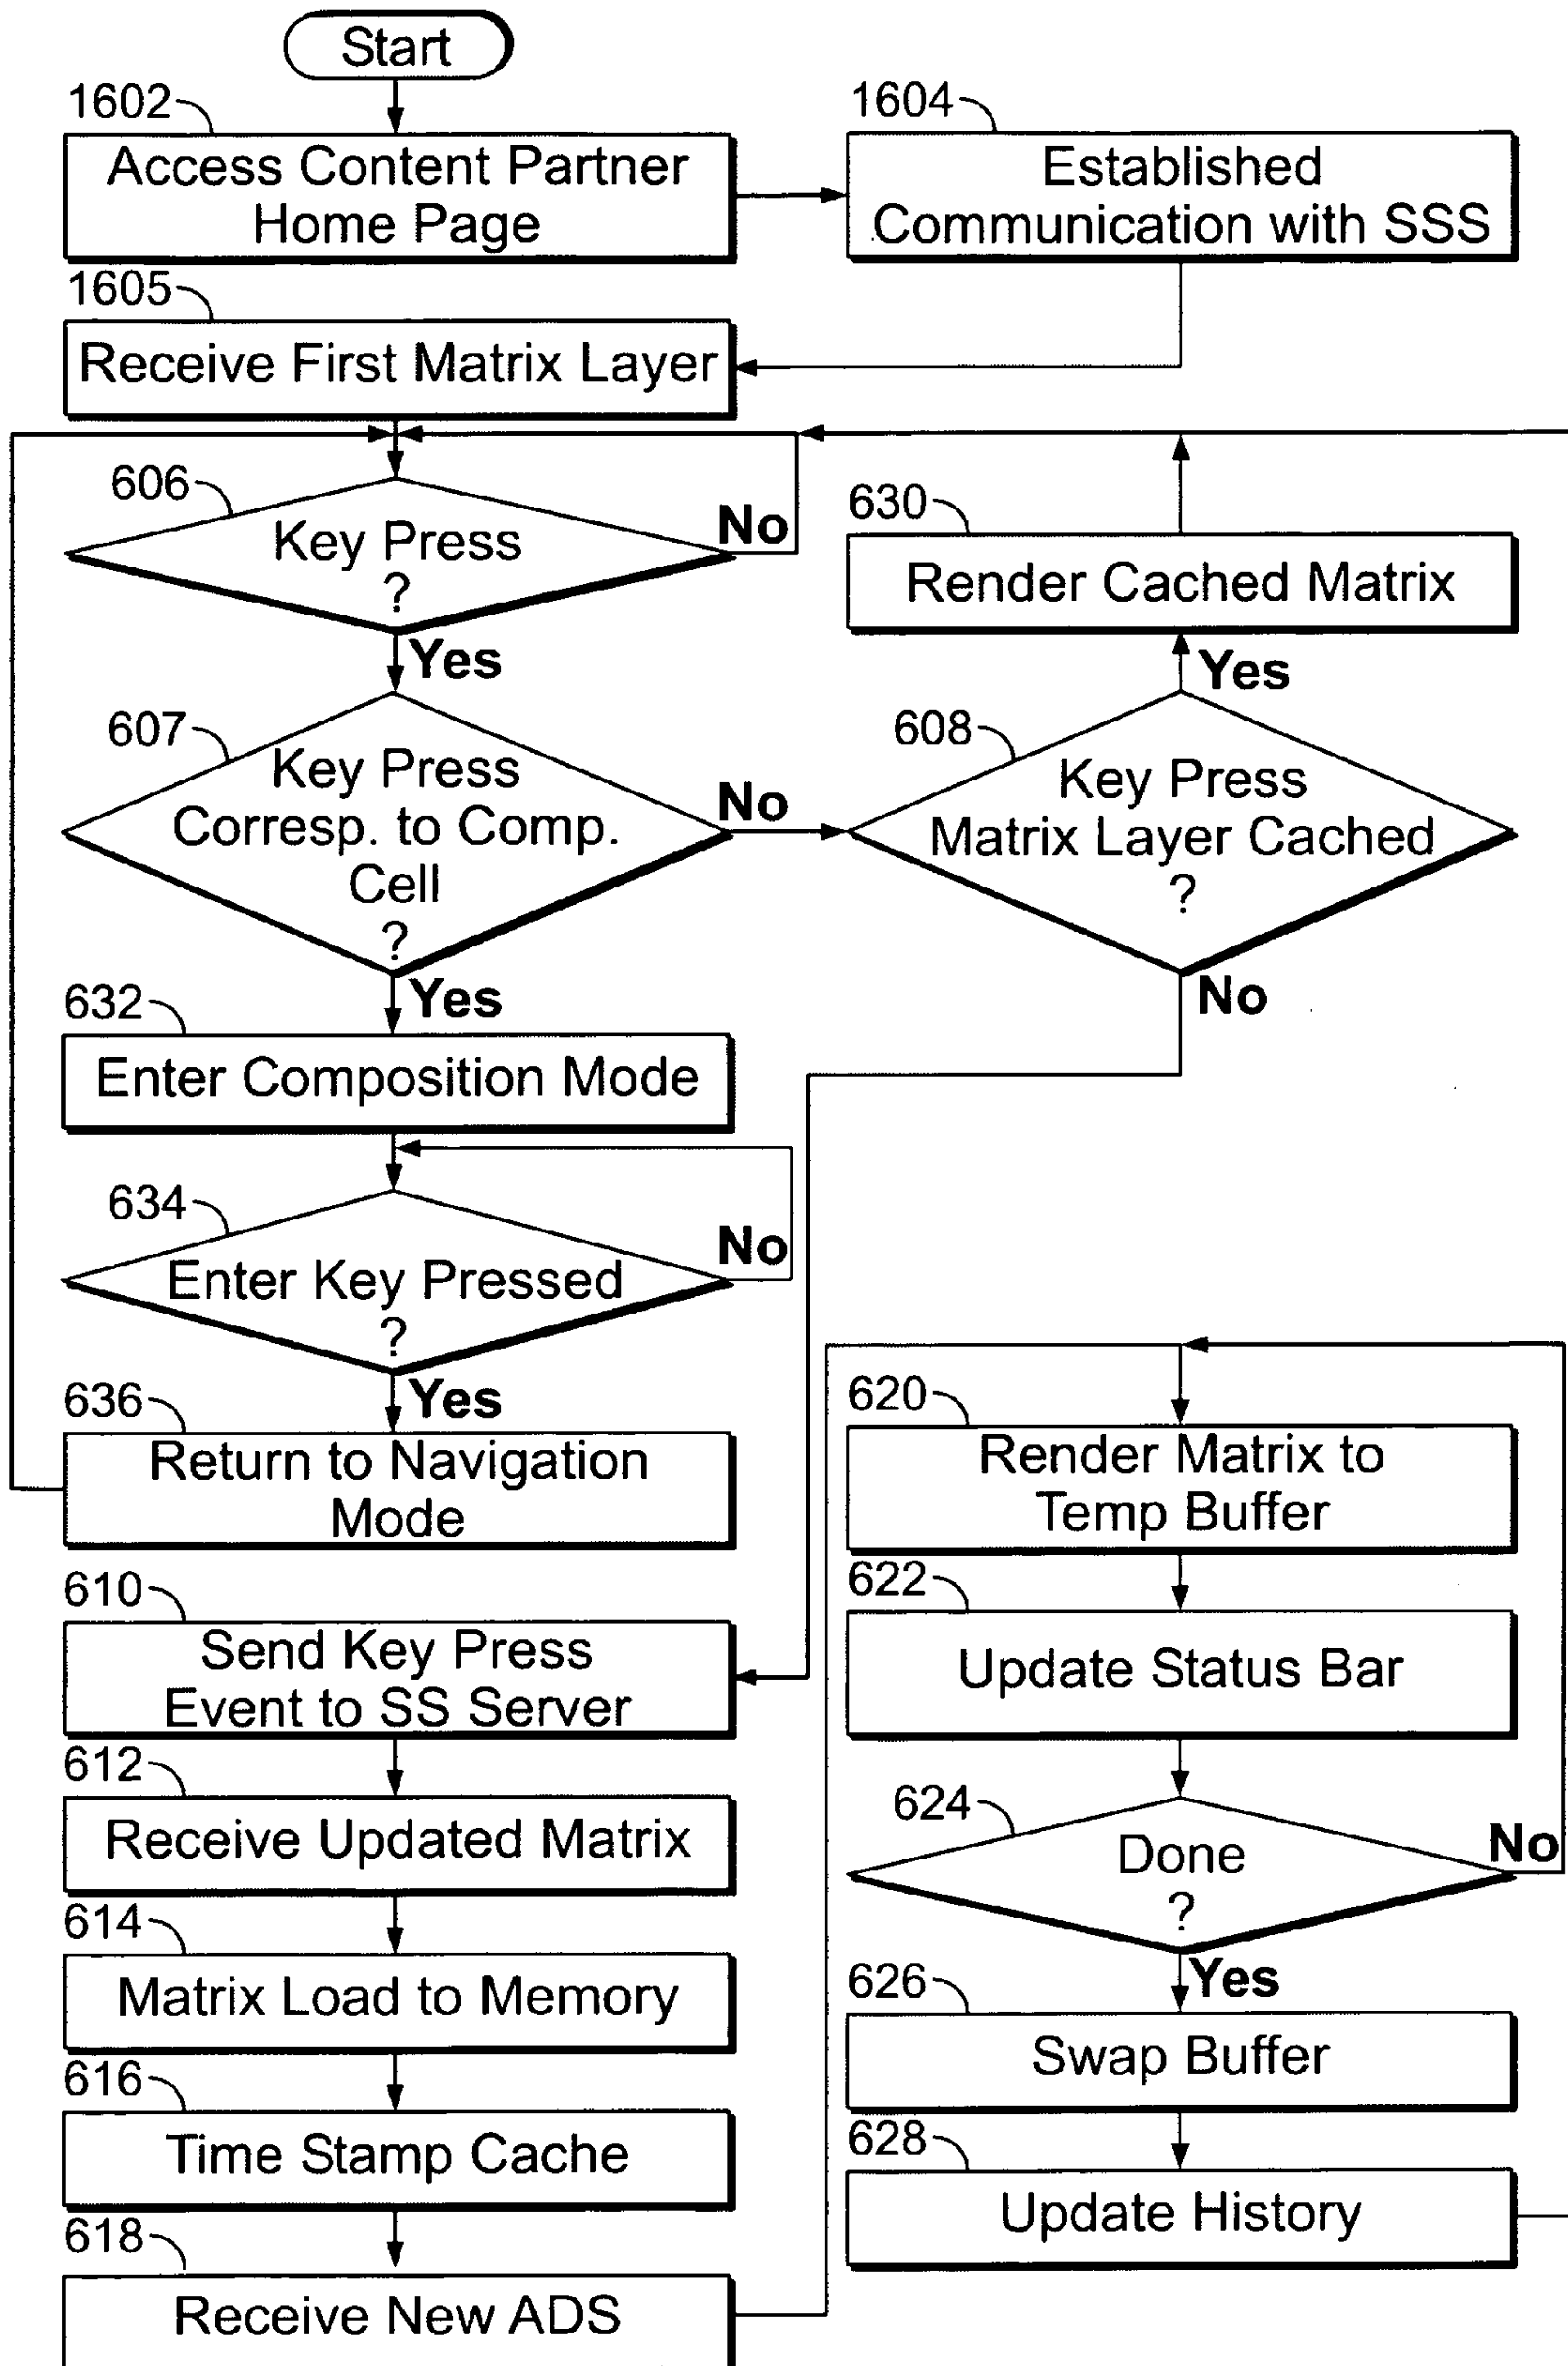 Start
1602
Access Content Partner
Home Page
1604
Established
Communication with SSS
1605
Receive First Matrix Layer
606
Key Press
?
No
Yes
630
Render Cached Matrix
Yes
607
Key Press
Corresp. to Comp.
Cell
?
No
Yes
608
Key Press
Matrix Layer Cached
?
No
632
Enter Composition Mode
634
Enter Key Pressed
?
No
Yes
636
Return to Navigation
Mode
610
Send Key Press
Event to SS Server
612
Receive Updated Matrix
614
Matrix Load to Memory
616
Time Stamp Cache
618
Receive New ADS
620
Render Matrix to
Temp Buffer
622
Update Status Bar
624
Done
?
No
Yes
626
Swap Buffer
628
Update History